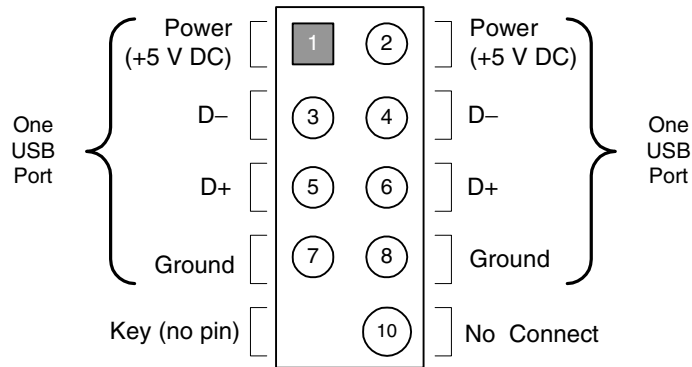 Power
(+5 V DC)
1
2
Power
(+5 V DC)
D–
3
4
D–
One
USB
Port
One
USB
Port
D+
5
6
D+
Ground
7
8
Ground
Key (no pin)
10
No Connect